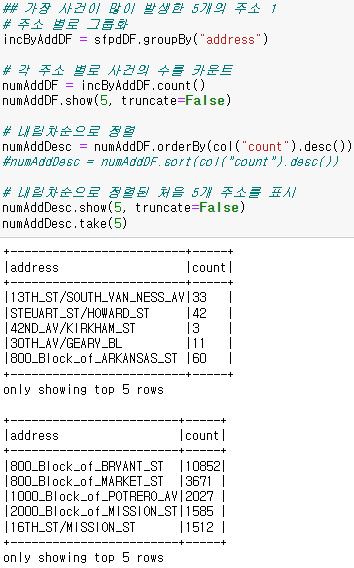 ## 가장 사건이 많이 발생한 5개의 주소 1
# 주소 별로 그룹화
incByAddDF = sfpdDF.groupBy("address")
# 각 주소 별로 사건의 수를 카운트
numAddDF = incByAddDF.count()
numAddDF.show(5, truncate=False)
# 내림차순으로 정렬
numAddDesc = numAddDF.orderBy(col("count").desc())
#numAddDesc = numAddDF.sort(col("count").desc())
# 내림차순으로 정렬된 처음 5개 주소를 표시
numAddDesc.show(5, truncate=False)
numAddDesc.take(5)
+-------------------------+-----+
|address                  |count|
+-------------------------+-----+
|13TH_ST/SOUTH_VAN_NESS_AV|33   |
|STEUART_ST/HOWARD_ST     |42   |
|42ND_AV/KIRKHAM_ST       |3    |
|30TH_AV/GEARY_BL         |11   |
|800_Block_of_ARKANSAS_ST |60   |
+-------------------------+-----+
only showing top 5 rows
+------------------------+-----+
|address                 |count|
+------------------------+-----+
|800_Block_of_BRYANT_ST  |10852|
|800_Block_of_MARKET_ST  |3671 |
|1000_Block_of_POTRERO_AV|2027 |
|2000_Block_of_MISSION_ST|1585 |
|16TH_ST/MISSION_ST      |1512 |
+------------------------+-----+
only showing top 5 rows